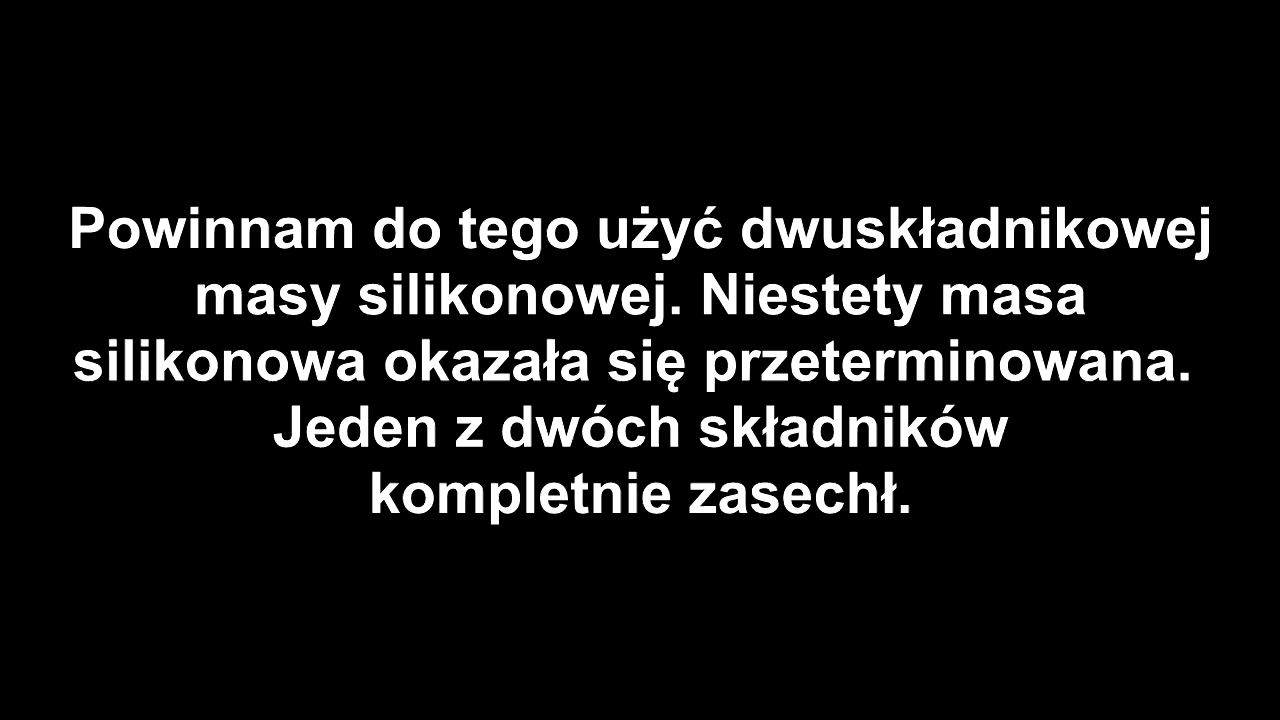 Powinnam do tego użyć dwuskładnikowej
masy silikonowej. Niestety masa
silikonowa okazała się przeterminowana.
Jeden z dwóch składników
kompletnie zasechł.